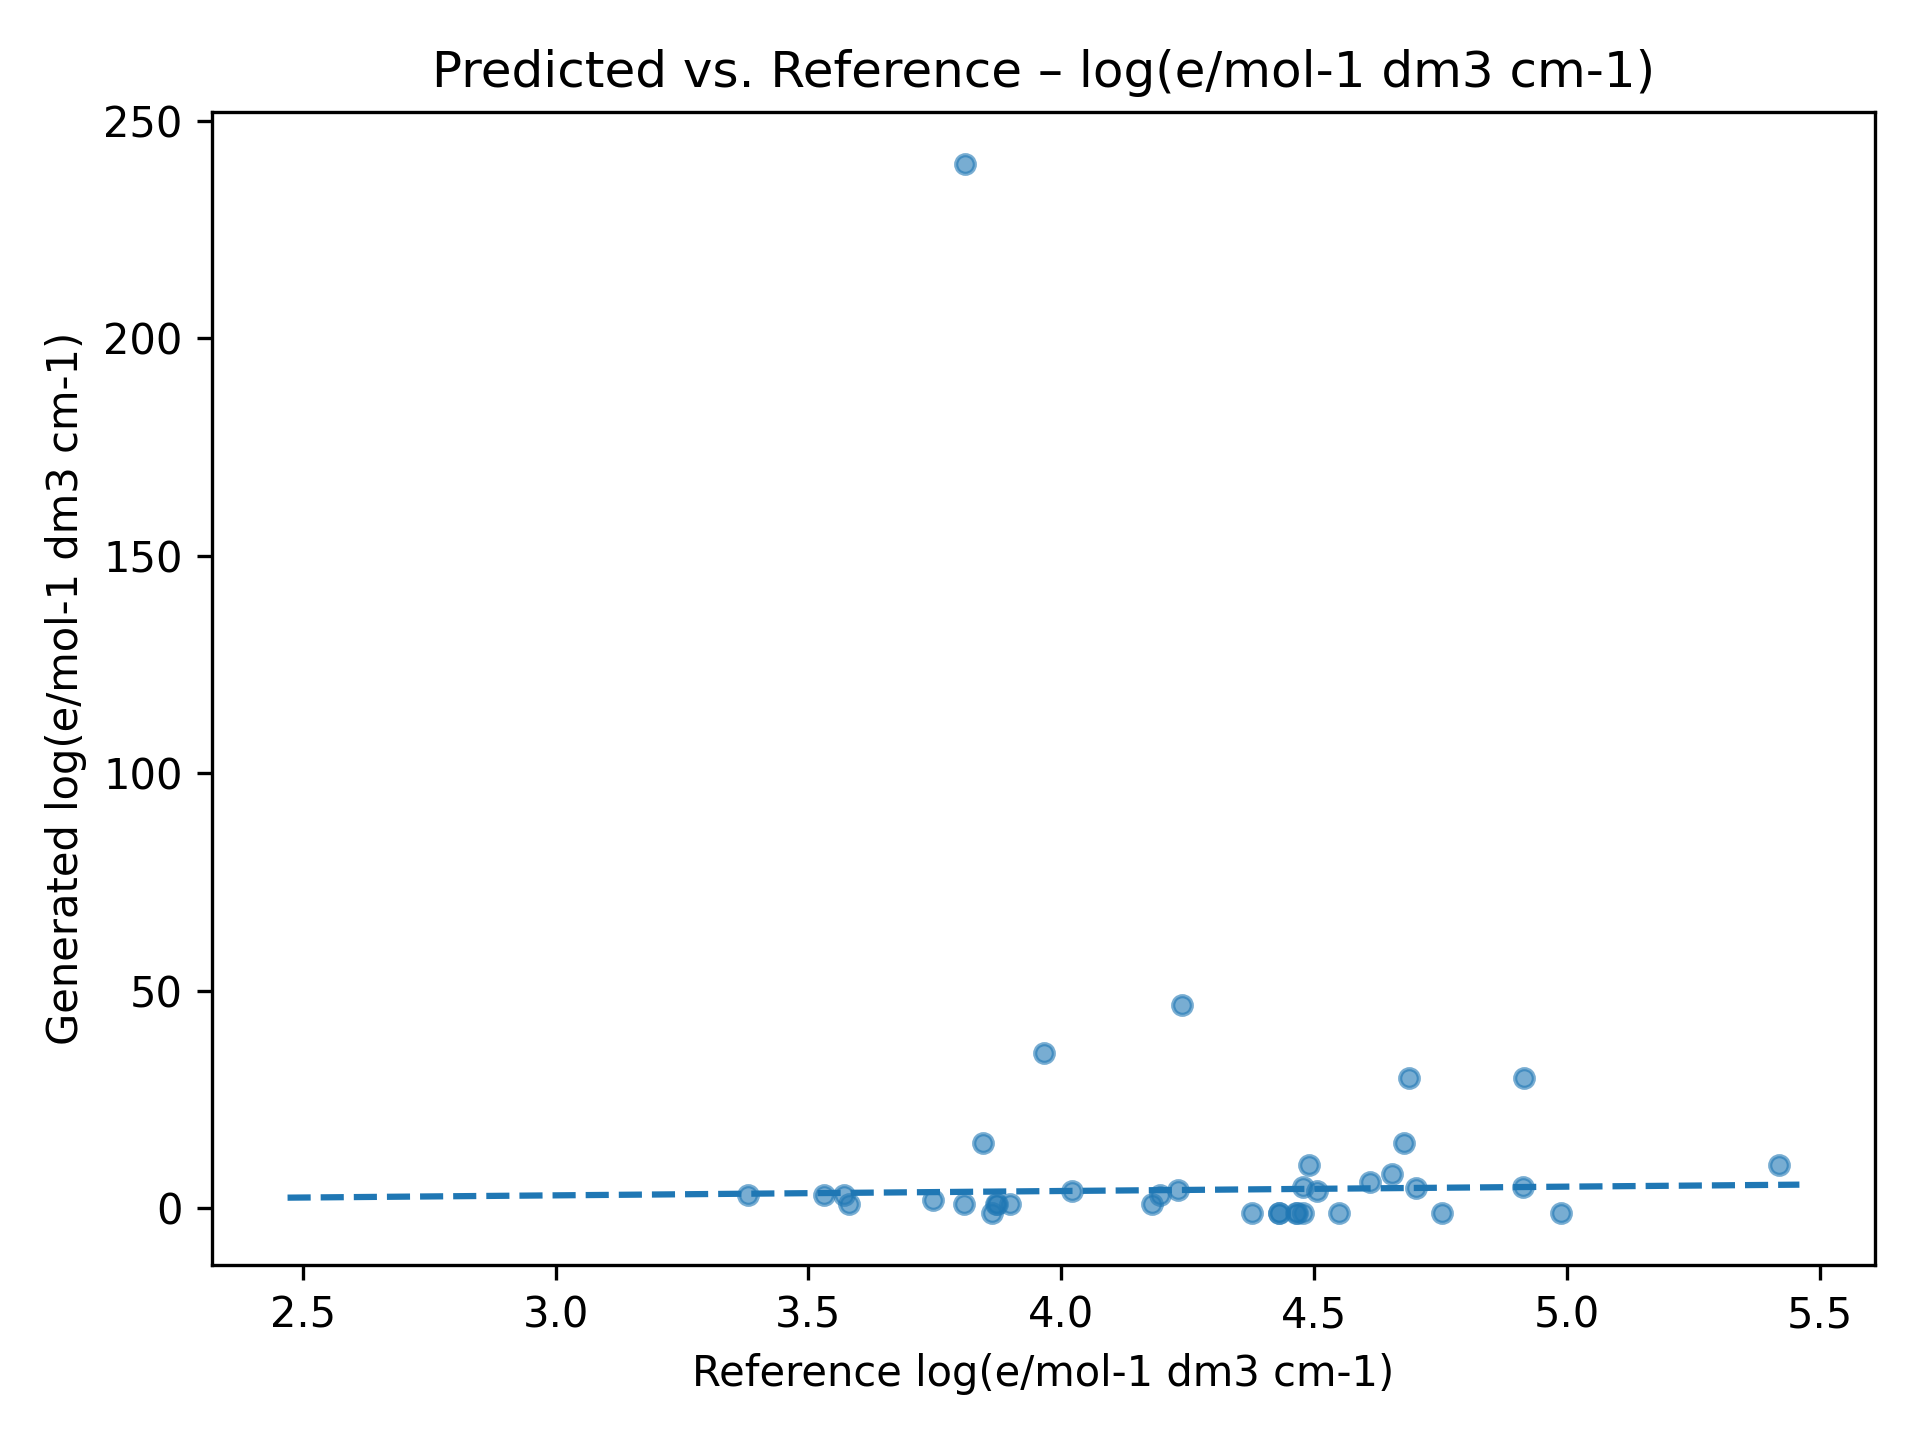 Predicted vs. Reference – log(e/mol-1 dm3 cm-1)
Generated log(e/mol-1 dm3 cm-1)
250
200
150
100
50
0
2.5 3.0 3.5 4.0 4.5 5.0 5.5
Reference log(e/mol-1 dm3 cm-1)